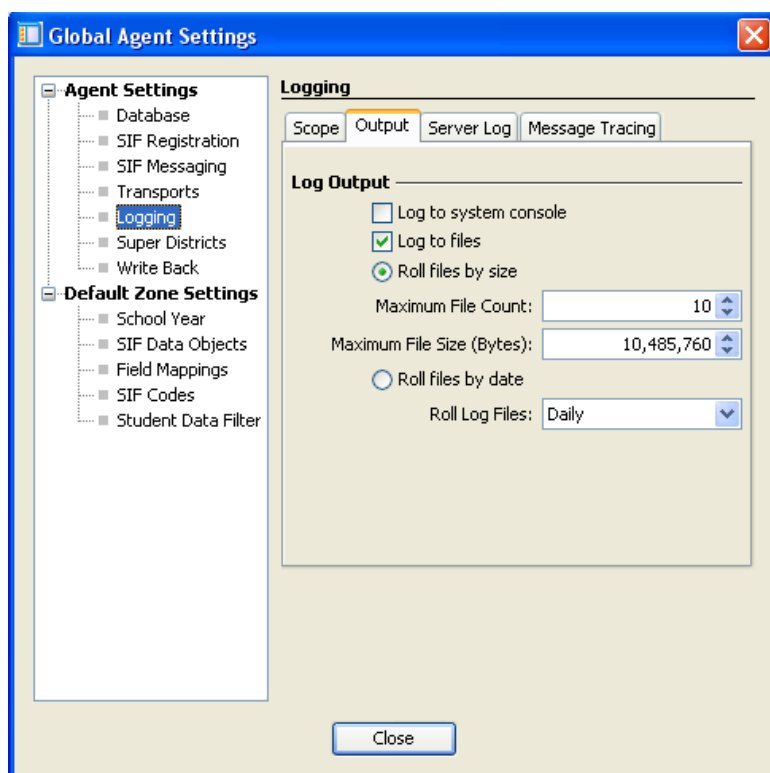 Global Agent Settings
Agent Settings
Database
SIF Registration
SIF Messaging
Transports
Logging
Super Districts
Write Back
Default Zone Settings
School Year
SIF Data Objects
Field Mappings
SIF Codes
Student Data Filter
Logging
Scope Output Server Log Message Tracing
Log Output
Log to system console
Log to files
Roll files by size
Maximum File Count: 10
Maximum File Size (Bytes): 10,485,760
Roll files by date
Roll Log Files: Daily
Close